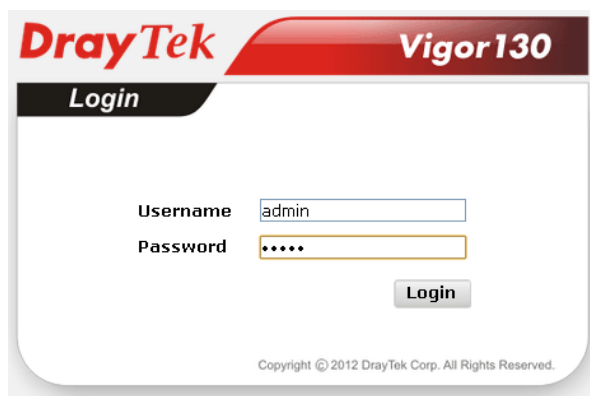 DrayTek
Vigor130
Login
Username admin
Password •••••
Login
Copyright © 2012 DrayTek Corp. All Rights Reserved.